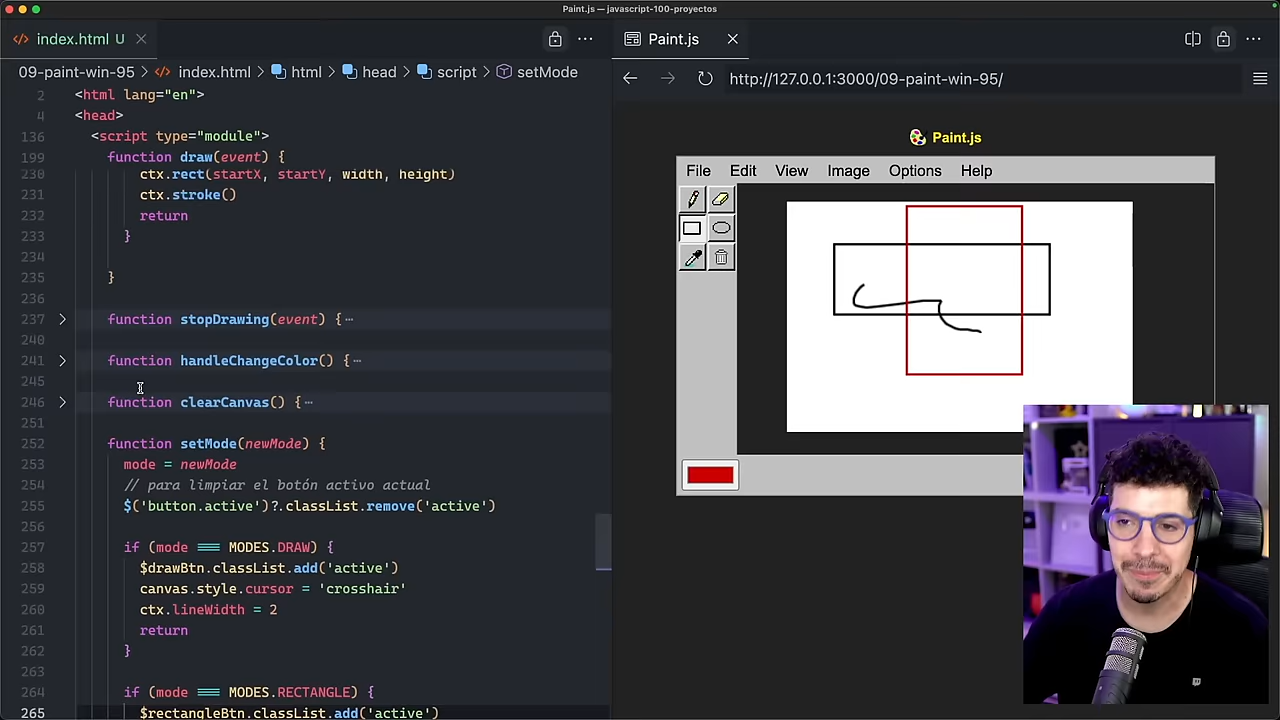 Paint.js — javascript-100-proyectos
index.html U
09-paint-win-95 > index.html > html > head > script > setMode
2 <html lang="en">
4 <head>
136 <script type="module">
199 function draw(event) {
230 ctx.rect(startX, startY, width, height)
231 ctx.stroke()
232 return
233 }
234
235 }
236
237 function stopDrawing(event) {⋯
240
241 function handleChangeColor() {⋯
245
246 function clearCanvas() {⋯
251
252 function setMode(newMode) {
253 mode = newMode
254 // para limpiar el botón activo actual
255 $('button.active')?.classList.remove('active')
256
257 if (mode === MODES.DRAW) {
258 $drawBtn.classList.add('active')
259 canvas.style.cursor = 'crosshair'
260 ctx.lineWidth = 2
261 return
262 }
263
264 if (mode === MODES.RECTANGLE) {
265 $rectangleBtn.classList.add('active')
Paint.js
http://127.0.0.1:3000/09-paint-win-95/
Paint.js
File Edit View Image Options Help